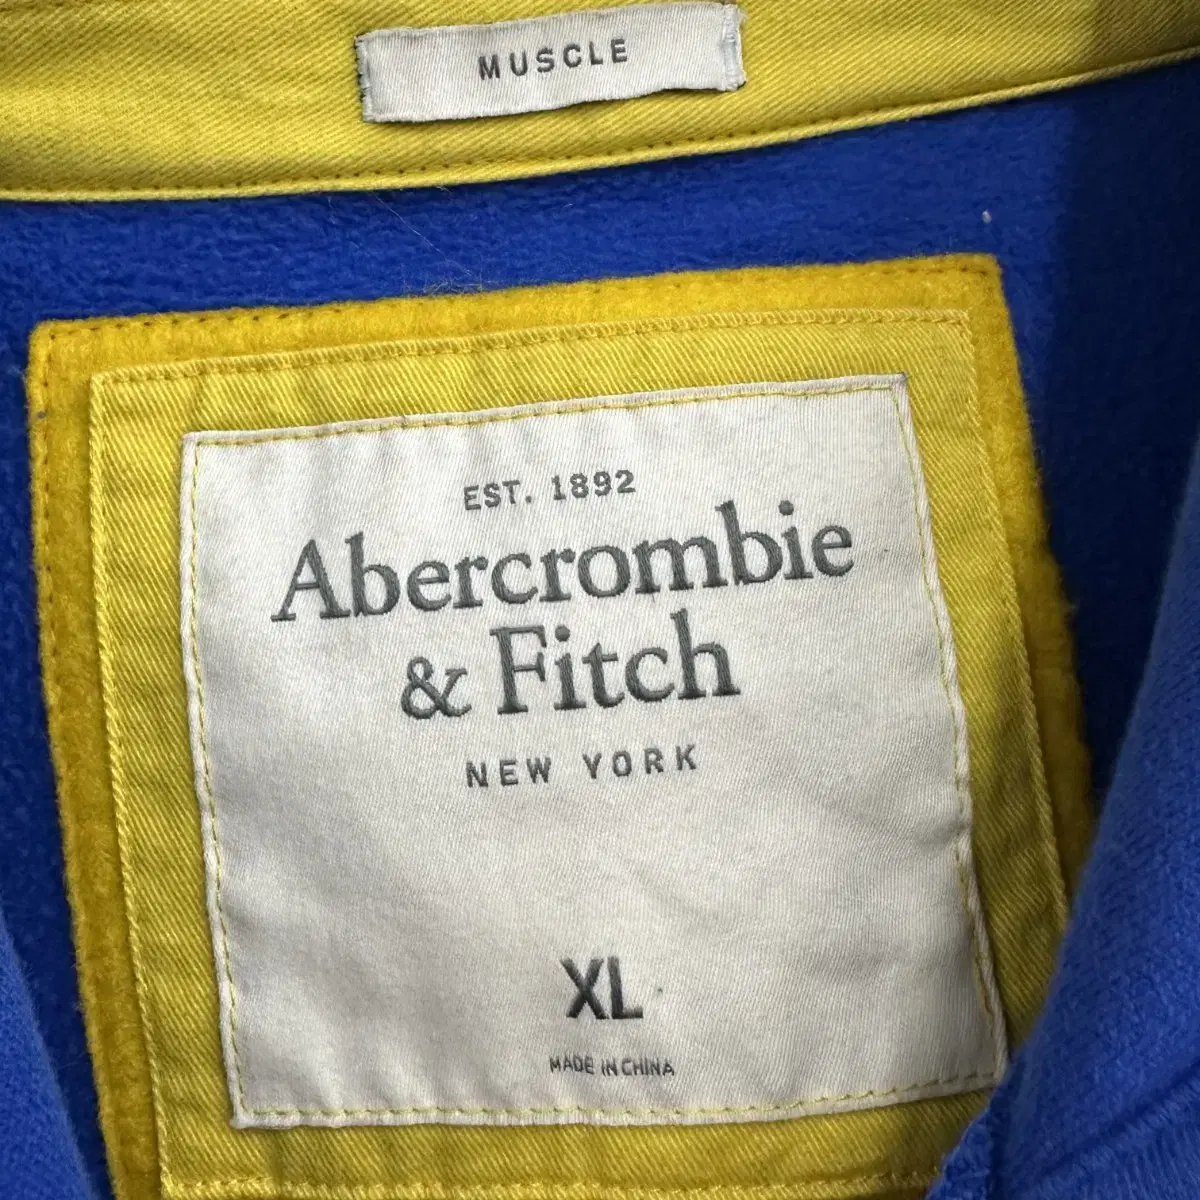 MUSCLE
EST. 1892
Abercrombie
& Fitch
NEW YORK
XL
MADE IN CHINA